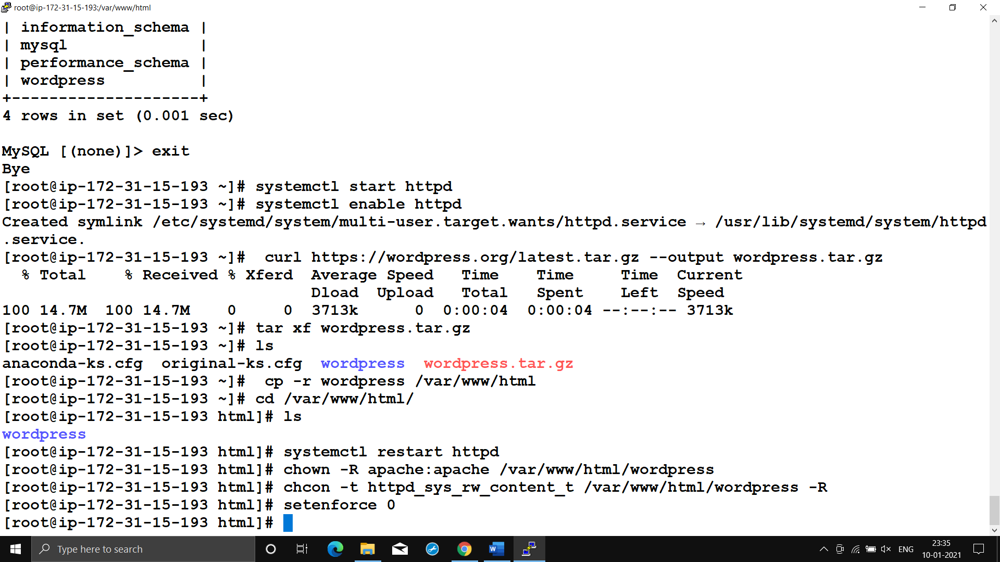 root@ip-172-31-15-193:/var/www/html
| information_schema |
| mysql              |
| performance_schema |
| wordpress          |
+--------------------+
4 rows in set (0.001 sec)
MySQL [(none)]> exit
Bye
[root@ip-172-31-15-193 ~]# systemctl start httpd
[root@ip-172-31-15-193 ~]# systemctl enable httpd
Created symlink /etc/systemd/system/multi-user.target.wants/httpd.service → /usr/lib/systemd/system/httpd
.service.
[root@ip-172-31-15-193 ~]#  curl https://wordpress.org/latest.tar.gz --output wordpress.tar.gz
  % Total    % Received % Xferd  Average Speed   Time    Time     Time  Current
                                 Dload  Upload   Total   Spent    Left  Speed
100 14.7M  100 14.7M    0     0  3713k      0  0:00:04  0:00:04 --:--:-- 3713k
[root@ip-172-31-15-193 ~]# tar xf wordpress.tar.gz
[root@ip-172-31-15-193 ~]# ls
anaconda-ks.cfg  original-ks.cfg  wordpress  wordpress.tar.gz
[root@ip-172-31-15-193 ~]#  cp -r wordpress /var/www/html
[root@ip-172-31-15-193 ~]# cd /var/www/html/
[root@ip-172-31-15-193 html]# ls
wordpress
[root@ip-172-31-15-193 html]# systemctl restart httpd
[root@ip-172-31-15-193 html]# chown -R apache:apache /var/www/html/wordpress
[root@ip-172-31-15-193 html]# chcon -t httpd_sys_rw_content_t /var/www/html/wordpress -R
[root@ip-172-31-15-193 html]# setenforce 0
[root@ip-172-31-15-193 html]#
Type here to search
W
ENG
23:35
10-01-2021